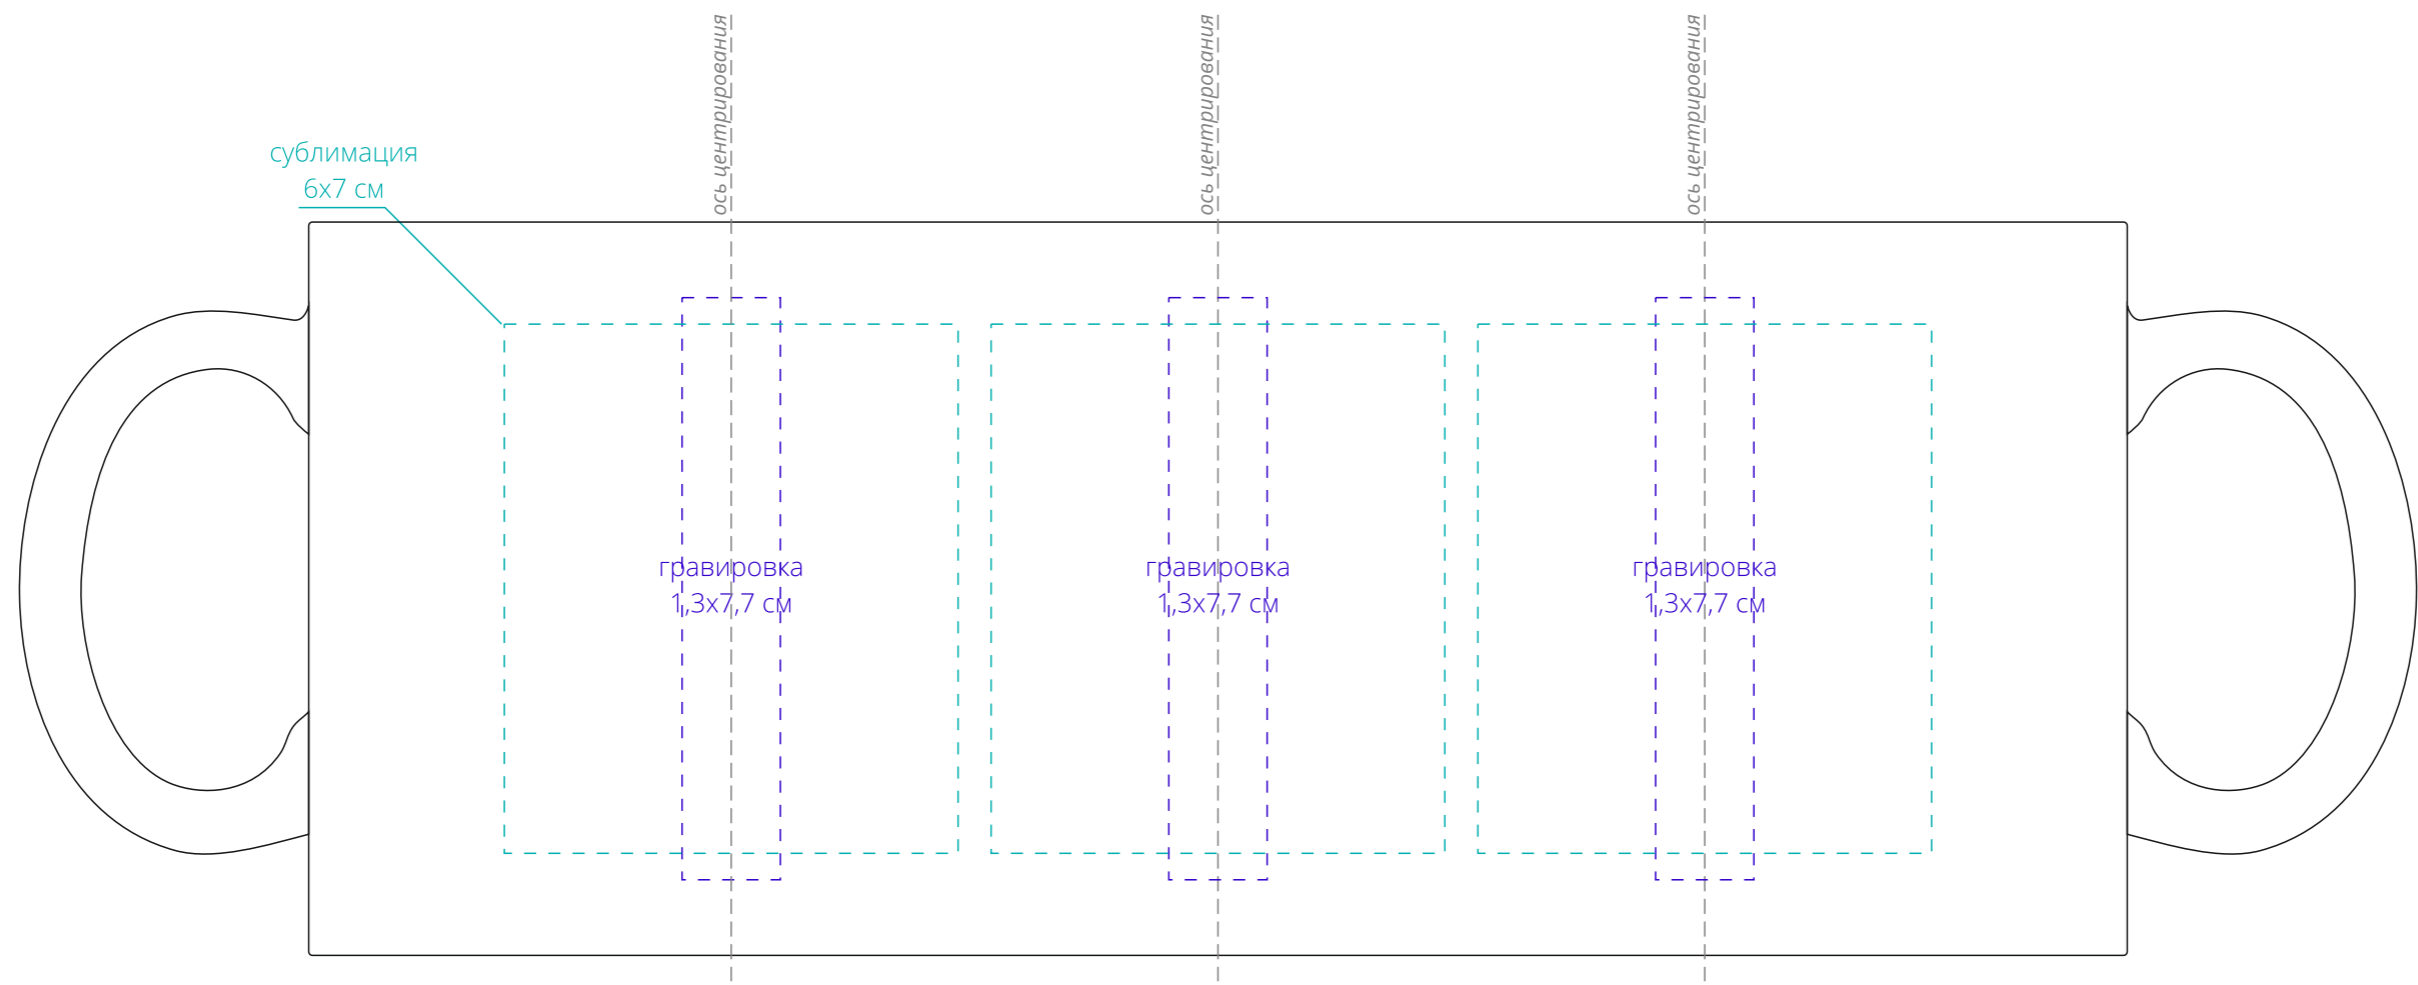 ось центрирования
ось центрирования
ось центрирования
сублимация
6х7 см
гравировка
1,3х7,7 см
гравировка
1,3х7,7 см
гравировка
1,3х7,7 см